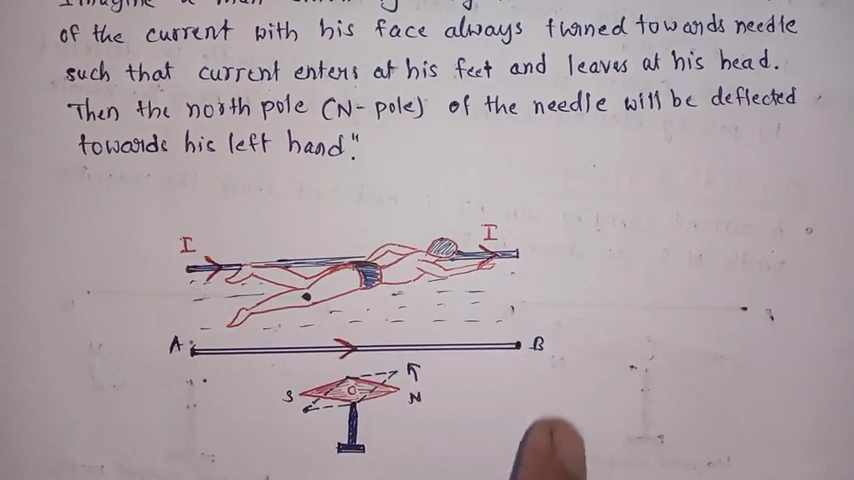 of the current with his face always turned towards needle
such that current enters at his feet and leaves at his head.
Then the north pole (N-pole) of the needle will be deflected
towards his left hand".
I
I
A
B
S
N